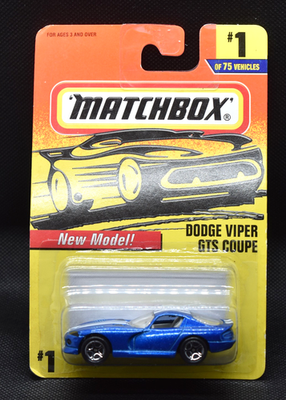 FOR AGES 3 AND OVER
#1
OF 75 VEHICLES
MATCHBOX®
New Model!
DODGE VIPER
GTS COUPE
#1